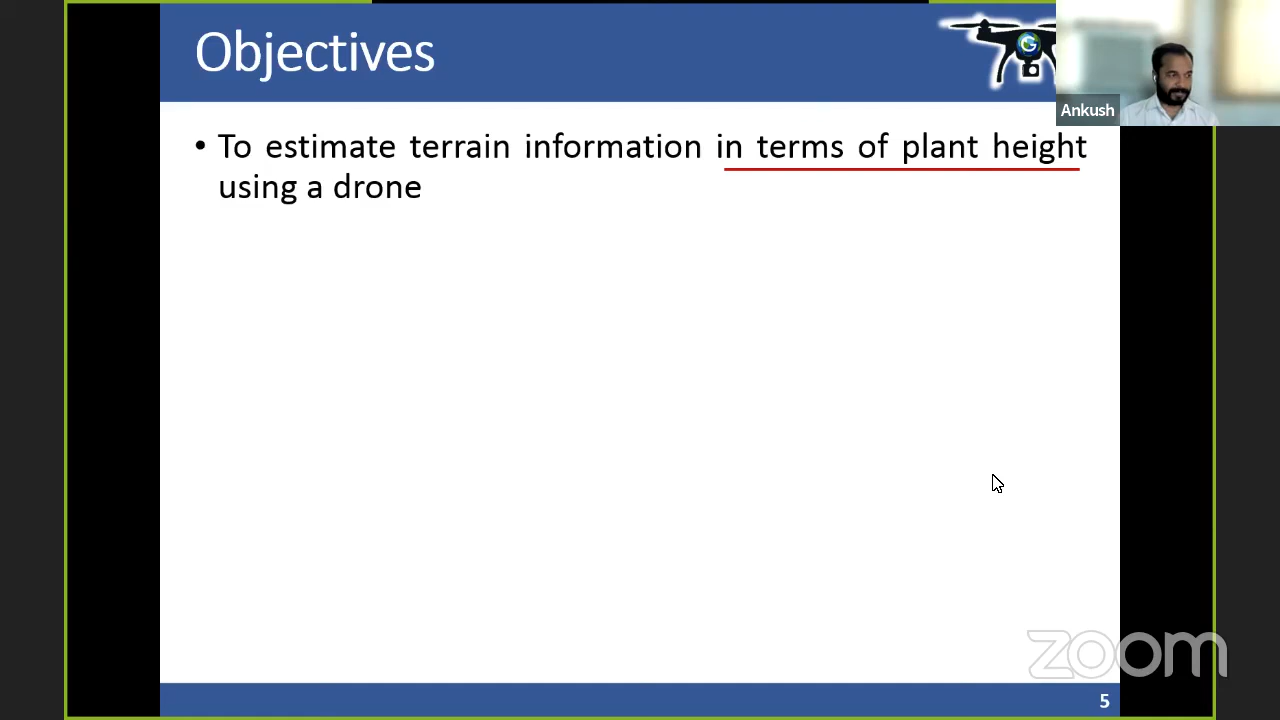 Objectives
Ankush
• To estimate terrain information in terms of plant height
using a drone
zoom
5